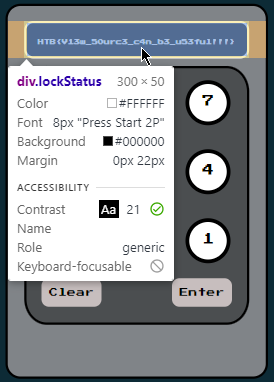 HTB{V13w_50urc3_c4n_b3_u53ful!!!}
div.lockStatus 300 × 50
Color #FFFFFF
Font 8px "Press Start 2P"
Background #000000
Margin 0px 22px
ACCESSIBILITY
Contrast Aa 21
Name
Role generic
Keyboard-focusable
7
4
1
Clear Enter